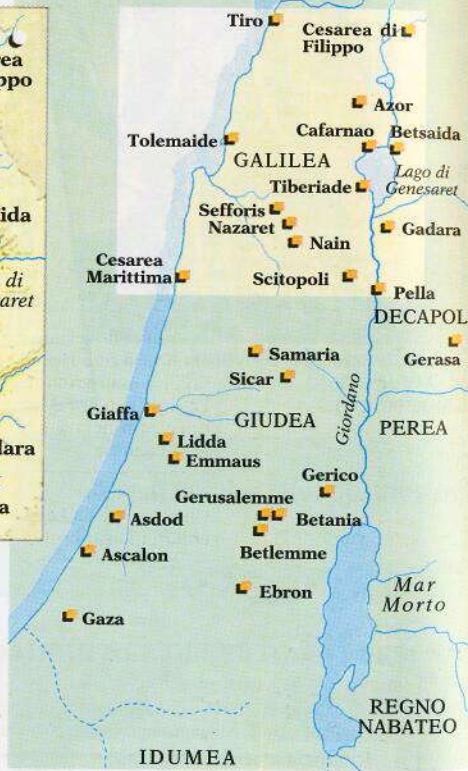 ea
ppo
ida
di
aret
lara
a
Tiro
Cesarea di
Filippo
Azor
Tolemaide
Cafarnao
Betsaida
GALILEA
Lago di
Genesaret
Tiberiade
Sefforis
Nazaret
Gadara
Nain
Cesarea
Marittima
Scitopoli
Pella
DECAPOL
Samaria
Gerasa
Sicar
Giordano
Giaffa
GIUDEA
PEREA
Lidda
Emmaus
Gerico
Gerusalemme
Asdod
Betania
Ascalon
Betlemme
Ebron
Mar
Morto
Gaza
REGNO
NABATEO
IDUMEA